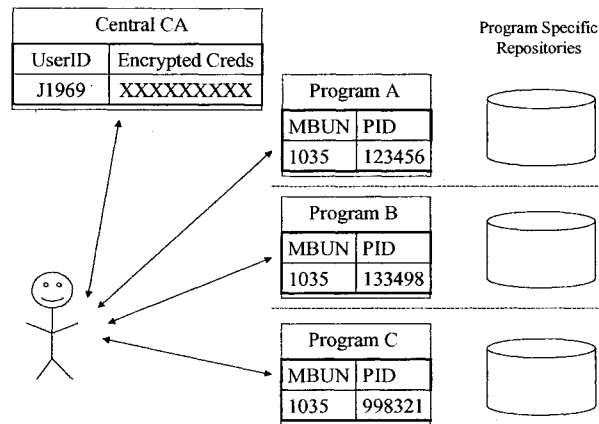 Central CA
UserID Encrypted Creds
J1969 XXXXXXXXX
Program Specific
Repositories
Program A
MBUN PID
1035 123456
Program B
MBUN PID
1035 133498
Program C
MBUN PID
1035 998321